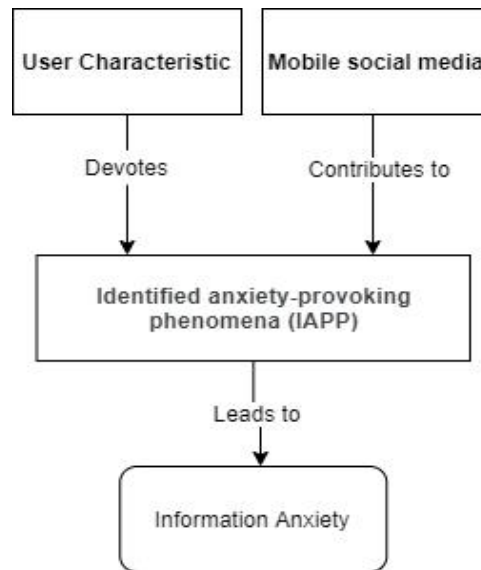 User Characteristic
Mobile social media
Devotes
Contributes to
Identified anxiety-provoking
phenomena (IAPP)
Leads to
Information Anxiety